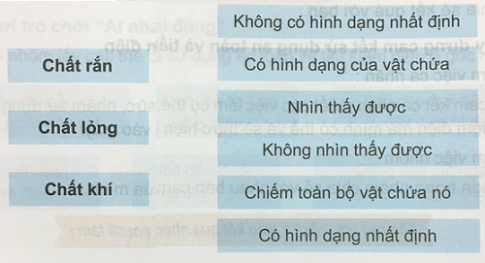 Không có hình dạng nhất định
Chất rắn
Có hình dạng của vật chứa
Nhìn thấy được
Chất lỏng
Không nhìn thấy được
Chất khí
Chiếm toàn bộ vật chứa nó
Có hình dạng nhất định